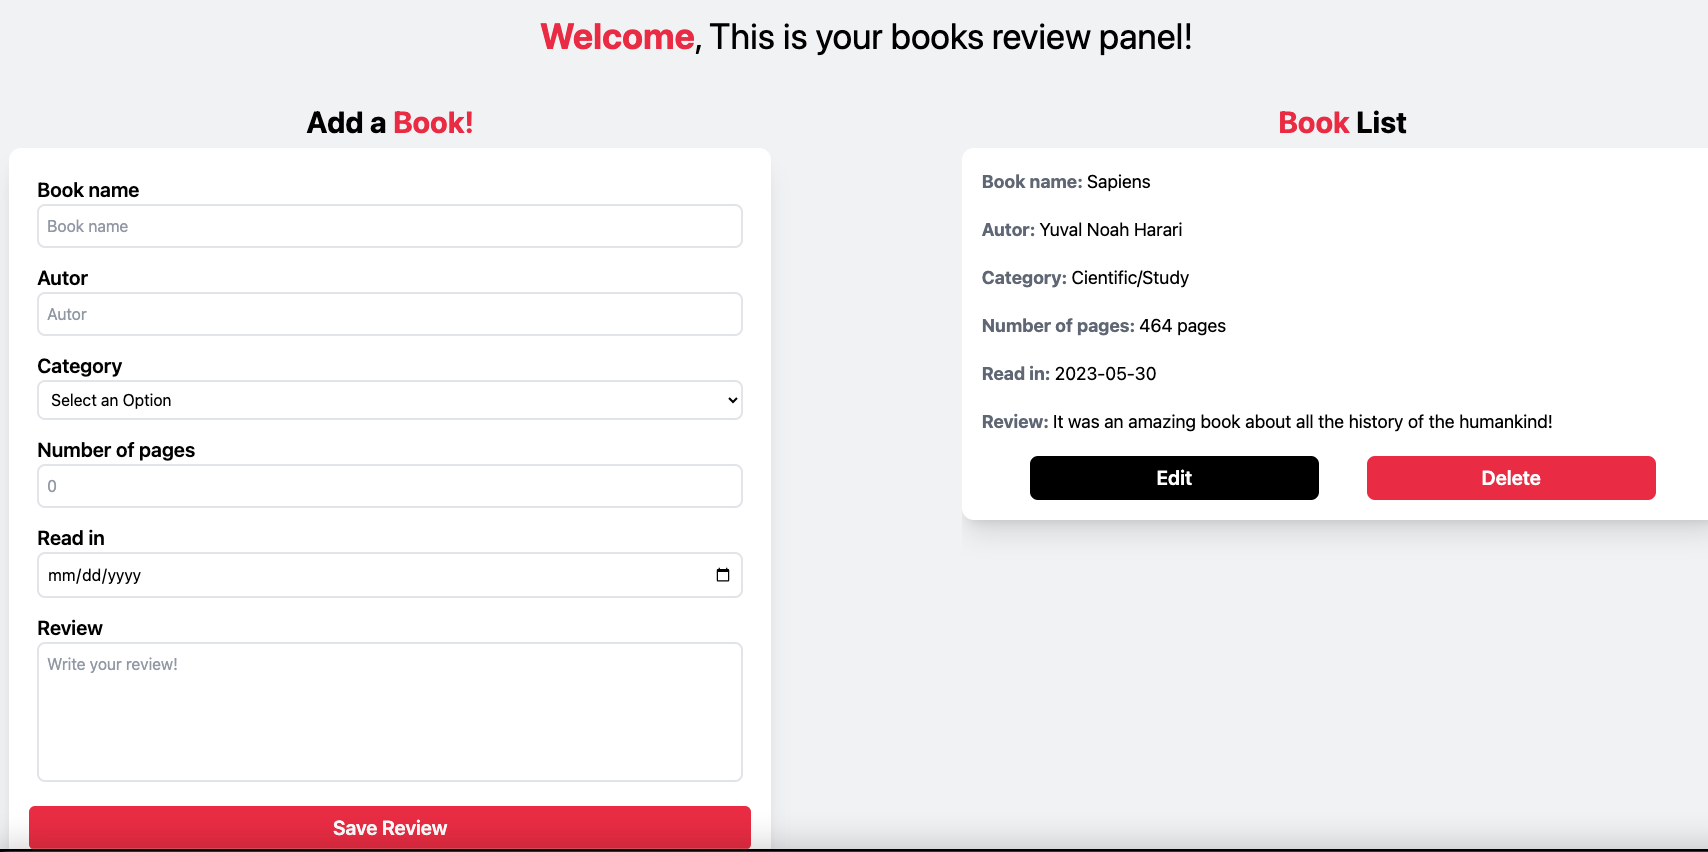 Welcome, This is your books review panel!
Add a Book!
Book name
Book name
Autor
Autor
Category
Select an Option
Number of pages
0
Read in
mm/dd/yyyy
Review
Write your review!
Save Review
Book List
Book name: Sapiens
Autor: Yuval Noah Harari
Category: Cientific/Study
Number of pages: 464 pages
Read in: 2023-05-30
Review: It was an amazing book about all the history of the humankind!
Edit
Delete